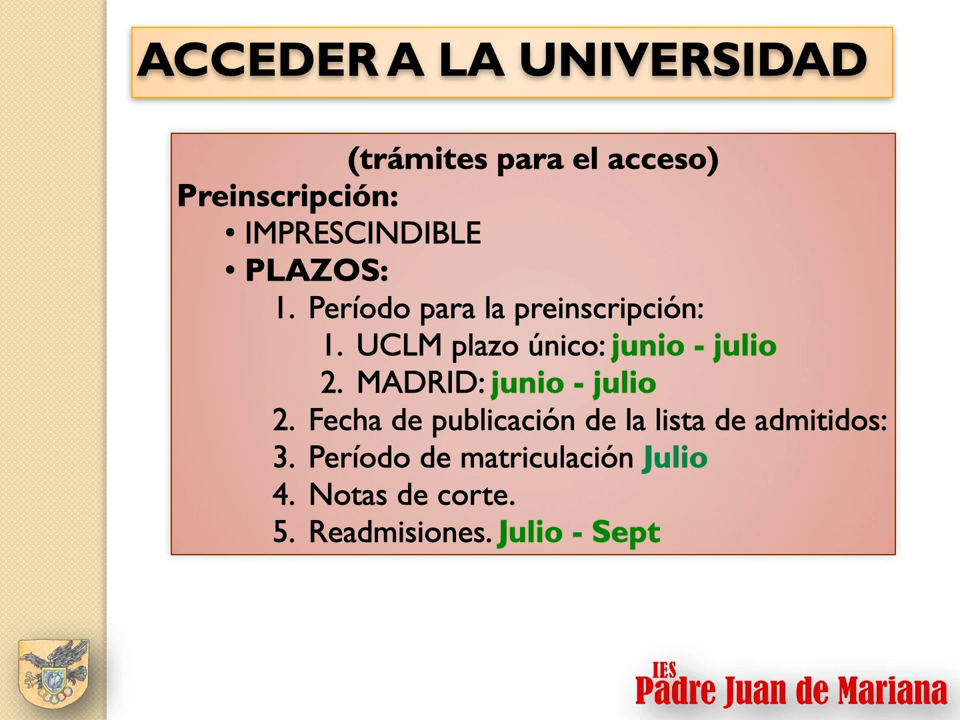 ACCEDER A LA UNIVERSIDAD
(trámites para el acceso)
Preinscripción:
• IMPRESCINDIBLE
• PLAZOS:
1. Período para la preinscripción:
1. UCLM plazo único: junio - julio
2. MADRID: junio - julio
2. Fecha de publicación de la lista de admitidos:
3. Período de matriculación Julio
4. Notas de corte.
5. Readmisiones. Julio - Sept
IES
Padre Juan de Mariana